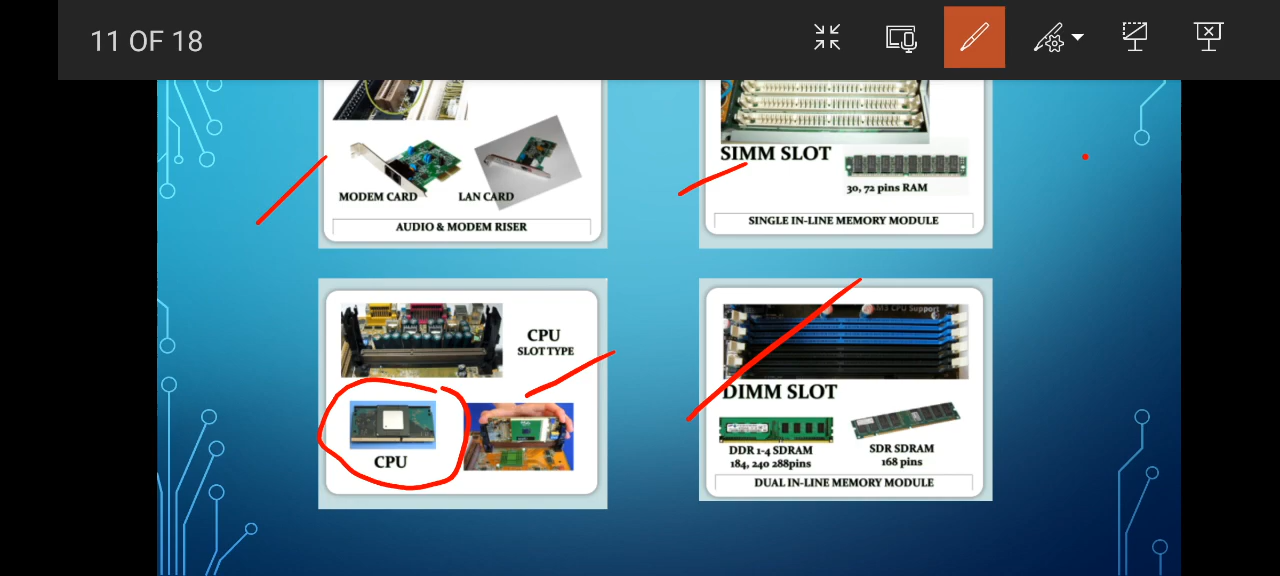 11 OF 18
MODEM CARD
LAN CARD
AUDIO & MODEM RISER
SIMM SLOT
30, 72 pins RAM
SINGLE IN-LINE MEMORY MODULE
CPU
SLOT TYPE
CPU
CPU Support
DIMM SLOT
DDR 1-4 SDRAM
184, 240 288pins
SDR SDRAM
168 pins
DUAL IN-LINE MEMORY MODULE